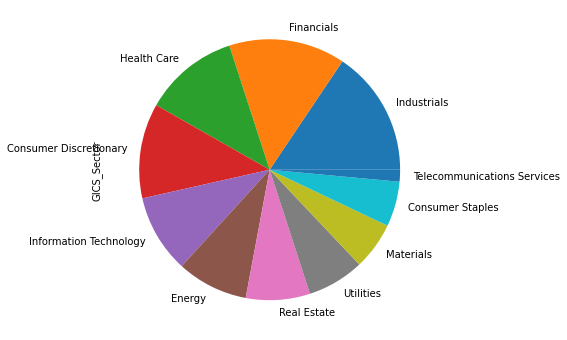 Financials
Health Care
Industrials
Consumer Discretionary
GICS_Sector
Telecommunications Services
Consumer Staples
Information Technology
Materials
Energy
Utilities
Real Estate